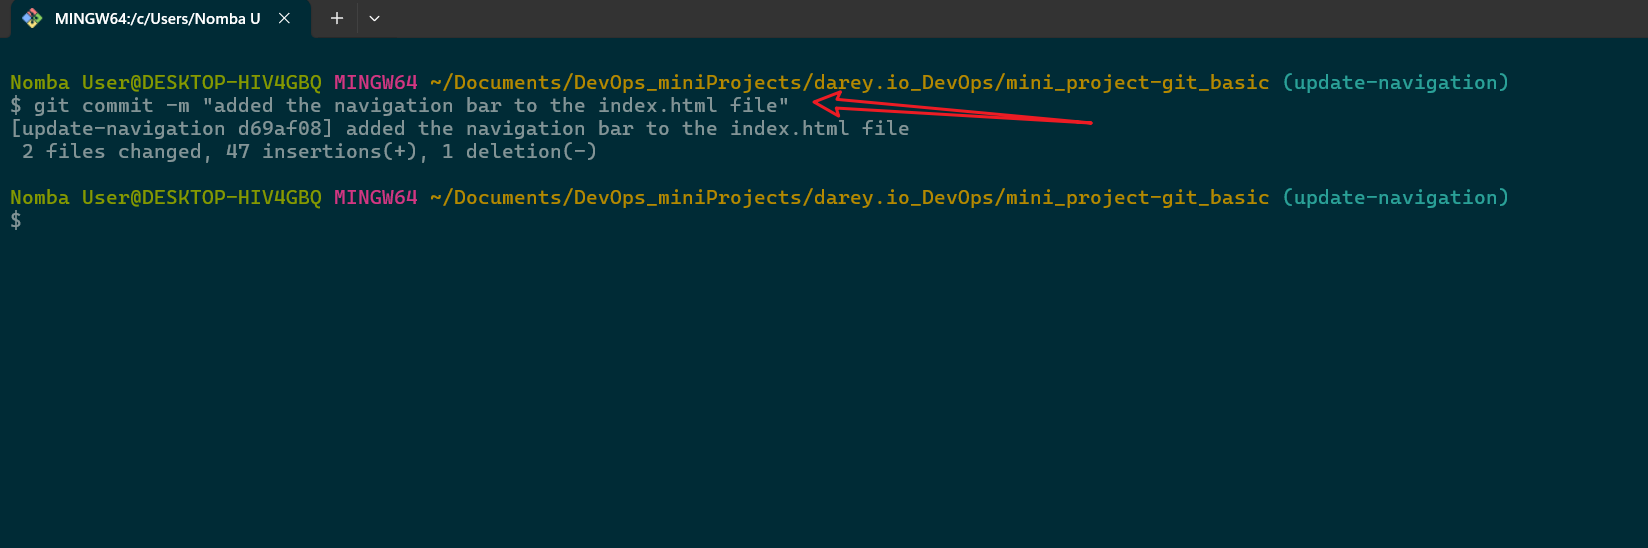 MINGW64:/c/Users/Nomba U
Nomba User@DESKTOP-HIV4GBQ MINGW64 ~/Documents/DevOps_miniProjects/darey.io_DevOps/mini_project-git_basic (update-navigation)
$ git commit -m "added the navigation bar to the index.html file"
[update-navigation d69af08] added the navigation bar to the index.html file
 2 files changed, 47 insertions(+), 1 deletion(-)
Nomba User@DESKTOP-HIV4GBQ MINGW64 ~/Documents/DevOps_miniProjects/darey.io_DevOps/mini_project-git_basic (update-navigation)
$